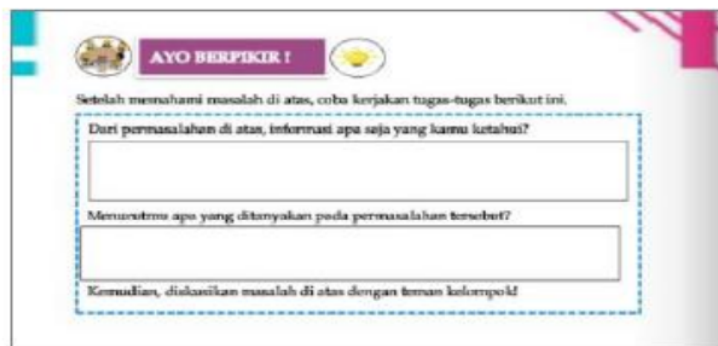 AYO BERPIKIR !
Setelah memahami masalah di atas, coba kerjakan tugas-tugas berikut ini.
Dari permasalahan di atas, informasi apa saja yang kamu ketahui?
Menurutmu apa yang ditanyakan pada permasalahan tersebut?
Kemudian, diskusikan masalah di atas dengan teman kelompok!